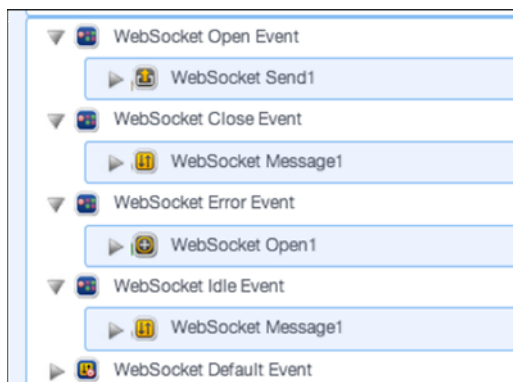 WebSocket Open Event
WebSocket Send1
WebSocket Close Event
WebSocket Message1
WebSocket Error Event
WebSocket Open1
WebSocket Idle Event
WebSocket Message1
WebSocket Default Event